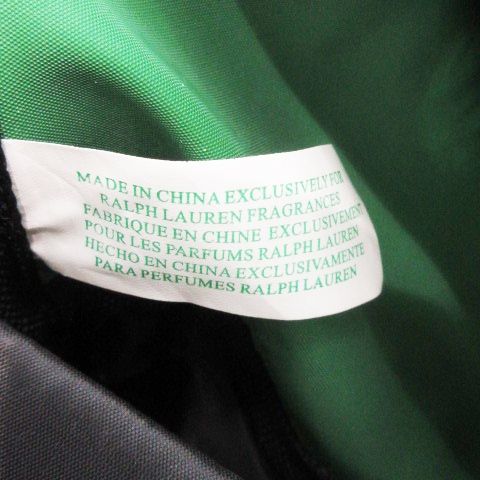 MADE IN CHINA EXCLUSIVELY FOR
RALPH LAUREN FRAGRANCES
FABRIQUE EN CHINE EXCLUSIVEMENT
POUR LES PARFUMS RALPH LAUREN
HECHO EN CHINA EXCLUSIVAMENTE
PARA PERFUMES RALPH LAUREN